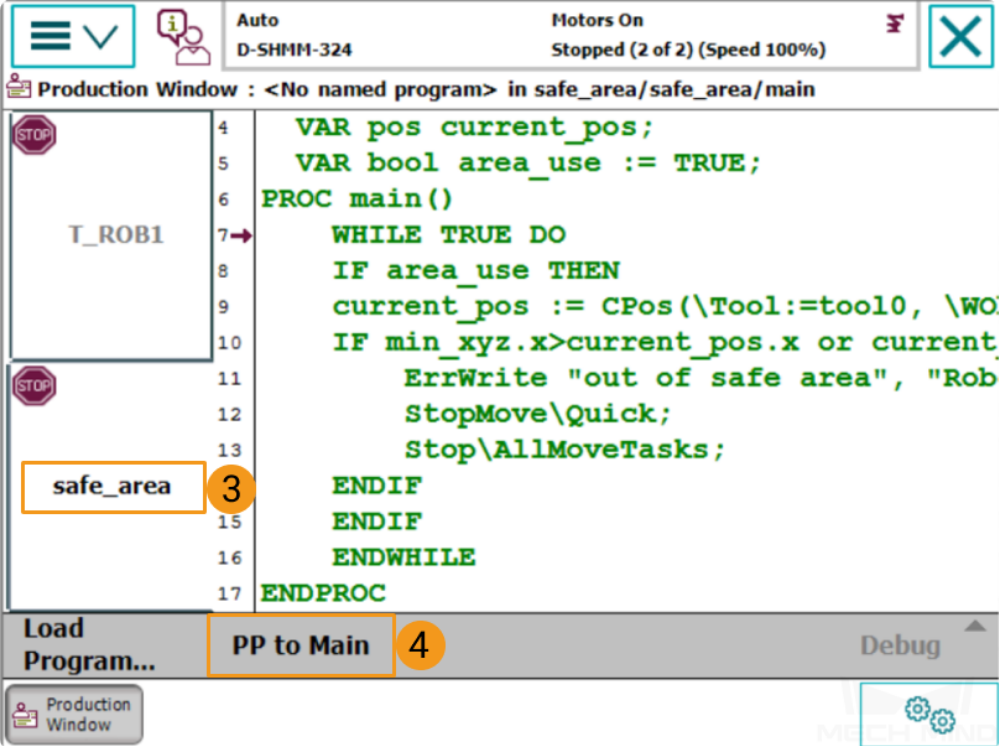 Auto
Motors On
D-SHMM-324
Stopped (2 of 2) (Speed 100%)
Production Window : <No named program> in safe_area/safe_area/main
STOP
T_ROB1
4 VAR pos current_pos;
5 VAR bool area_use := TRUE;
6 PROC main()
7 WHILE TRUE DO
8 IF area_use THEN
9 current_pos := CPos(\Tool:=tool0, \WO
10 IF min_xyz.x>current_pos.x or current_
11 ErrWrite "out of safe area", "Rob
12 StopMove\Quick;
13 Stop\AllMoveTasks;
ENDIF
15 ENDIF
16 ENDWHILE
17 ENDPROC
STOP
safe_area
3
Load
Program...
PP to Main
4
Debug
Production
Window
MECH MIND